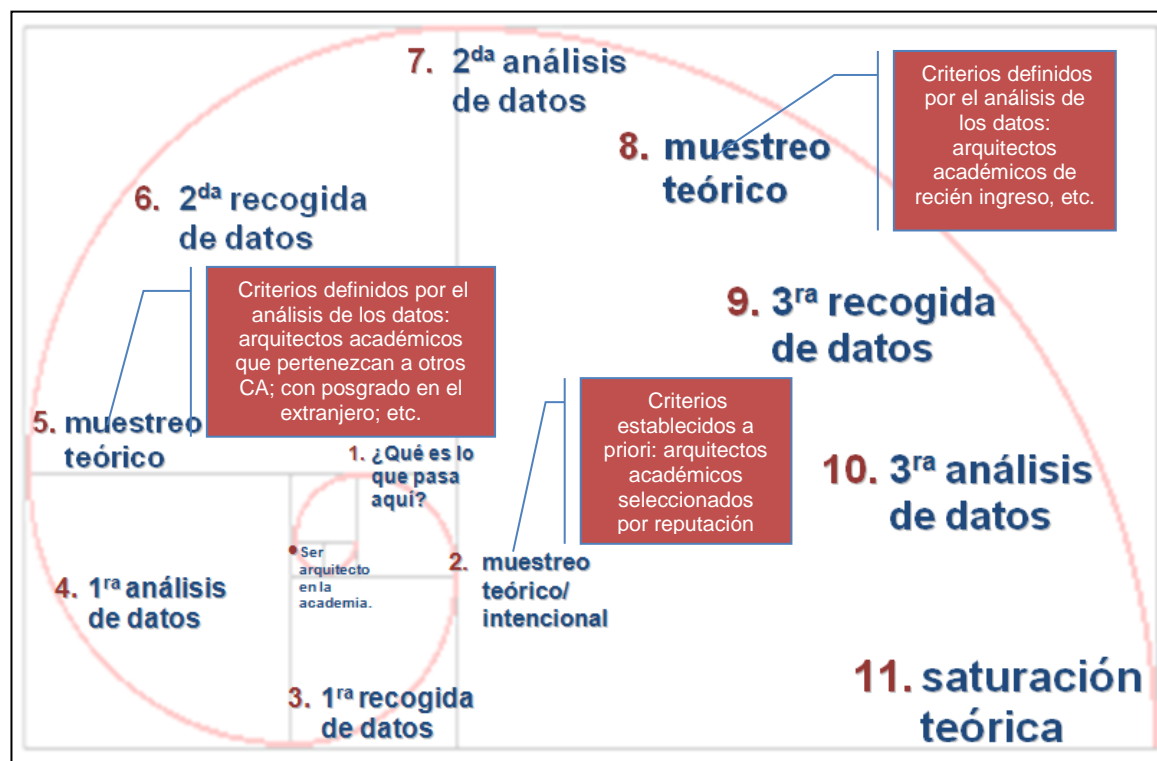 7. 2da análisis
de datos
Criterios definidos
por el análisis de
los datos:
arquitectos
académicos de
recién ingreso, etc.
8. muestreo
teórico
6. 2da recogida
de datos
Criterios definidos por el
análisis de los datos:
arquitectos académicos
que pertenezcan a otros
CA; con posgrado en el
extranjero; etc.
9. 3ra recogida
de datos
5. muestreo
teórico
Criterios
establecidos a
priori: arquitectos
académicos
seleccionados
por reputación
1. ¿Qué es lo
que pasa
aquí?
10. 3ra análisis
de datos
• Ser
arquitecto
en la
academia.
2. muestreo
teórico/
intencional
4. 1ra análisis
de datos
3. 1ra recogida
de datos
11. saturación
teórica